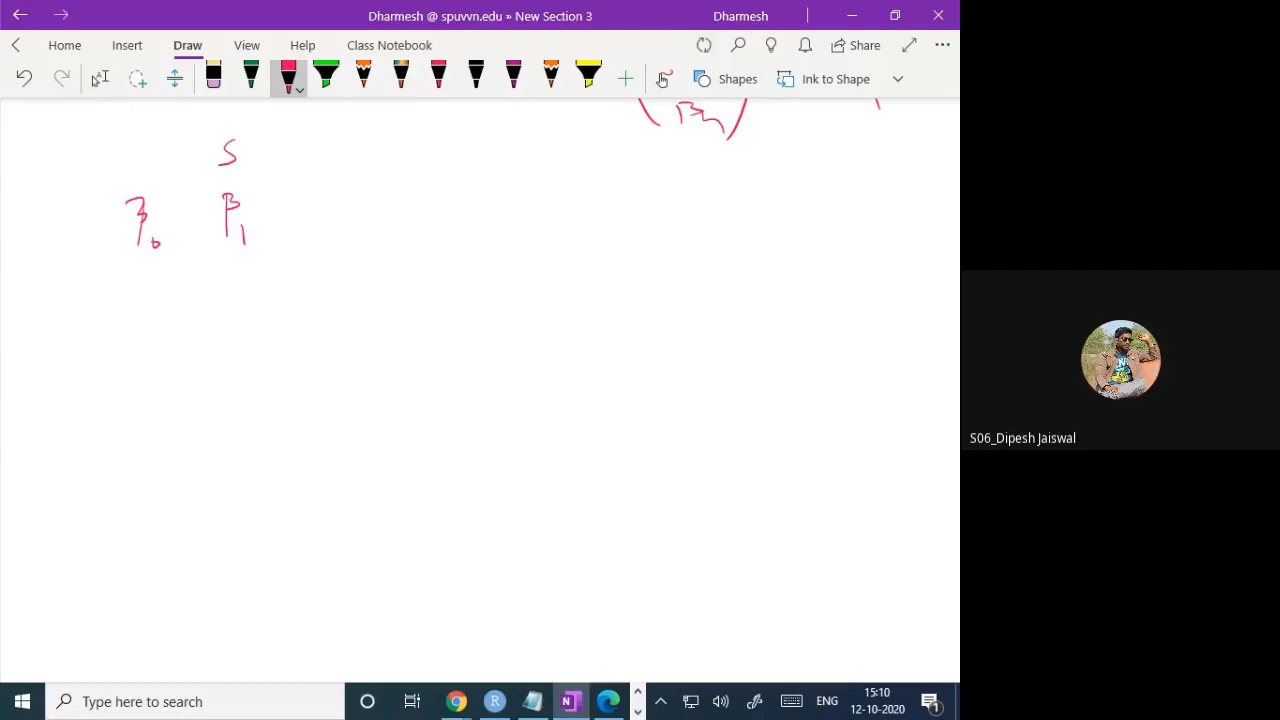 Dharmesh @ spuvvn.edu » New Section 3
Dharmesh
Home Insert Draw View Help Class Notebook
Share
Shapes
Ink to Shape
S
β₀ β₁
S06_Dipesh Jaiswal
Type here to search
R
N
ENG
15:10
12-10-2020
1